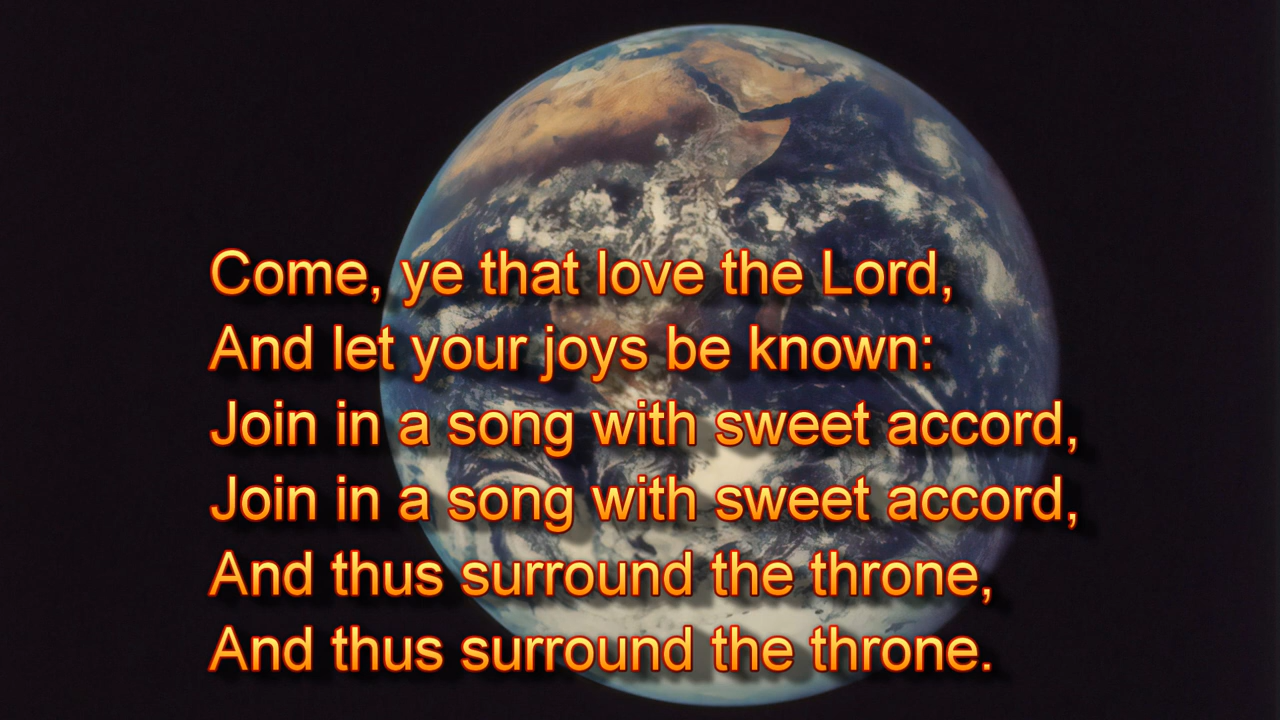 Come, ye that love the Lord,
And let your joys be known:
Join in a song with sweet accord,
Join in a song with sweet accord,
And thus surround the throne,
And thus surround the throne.